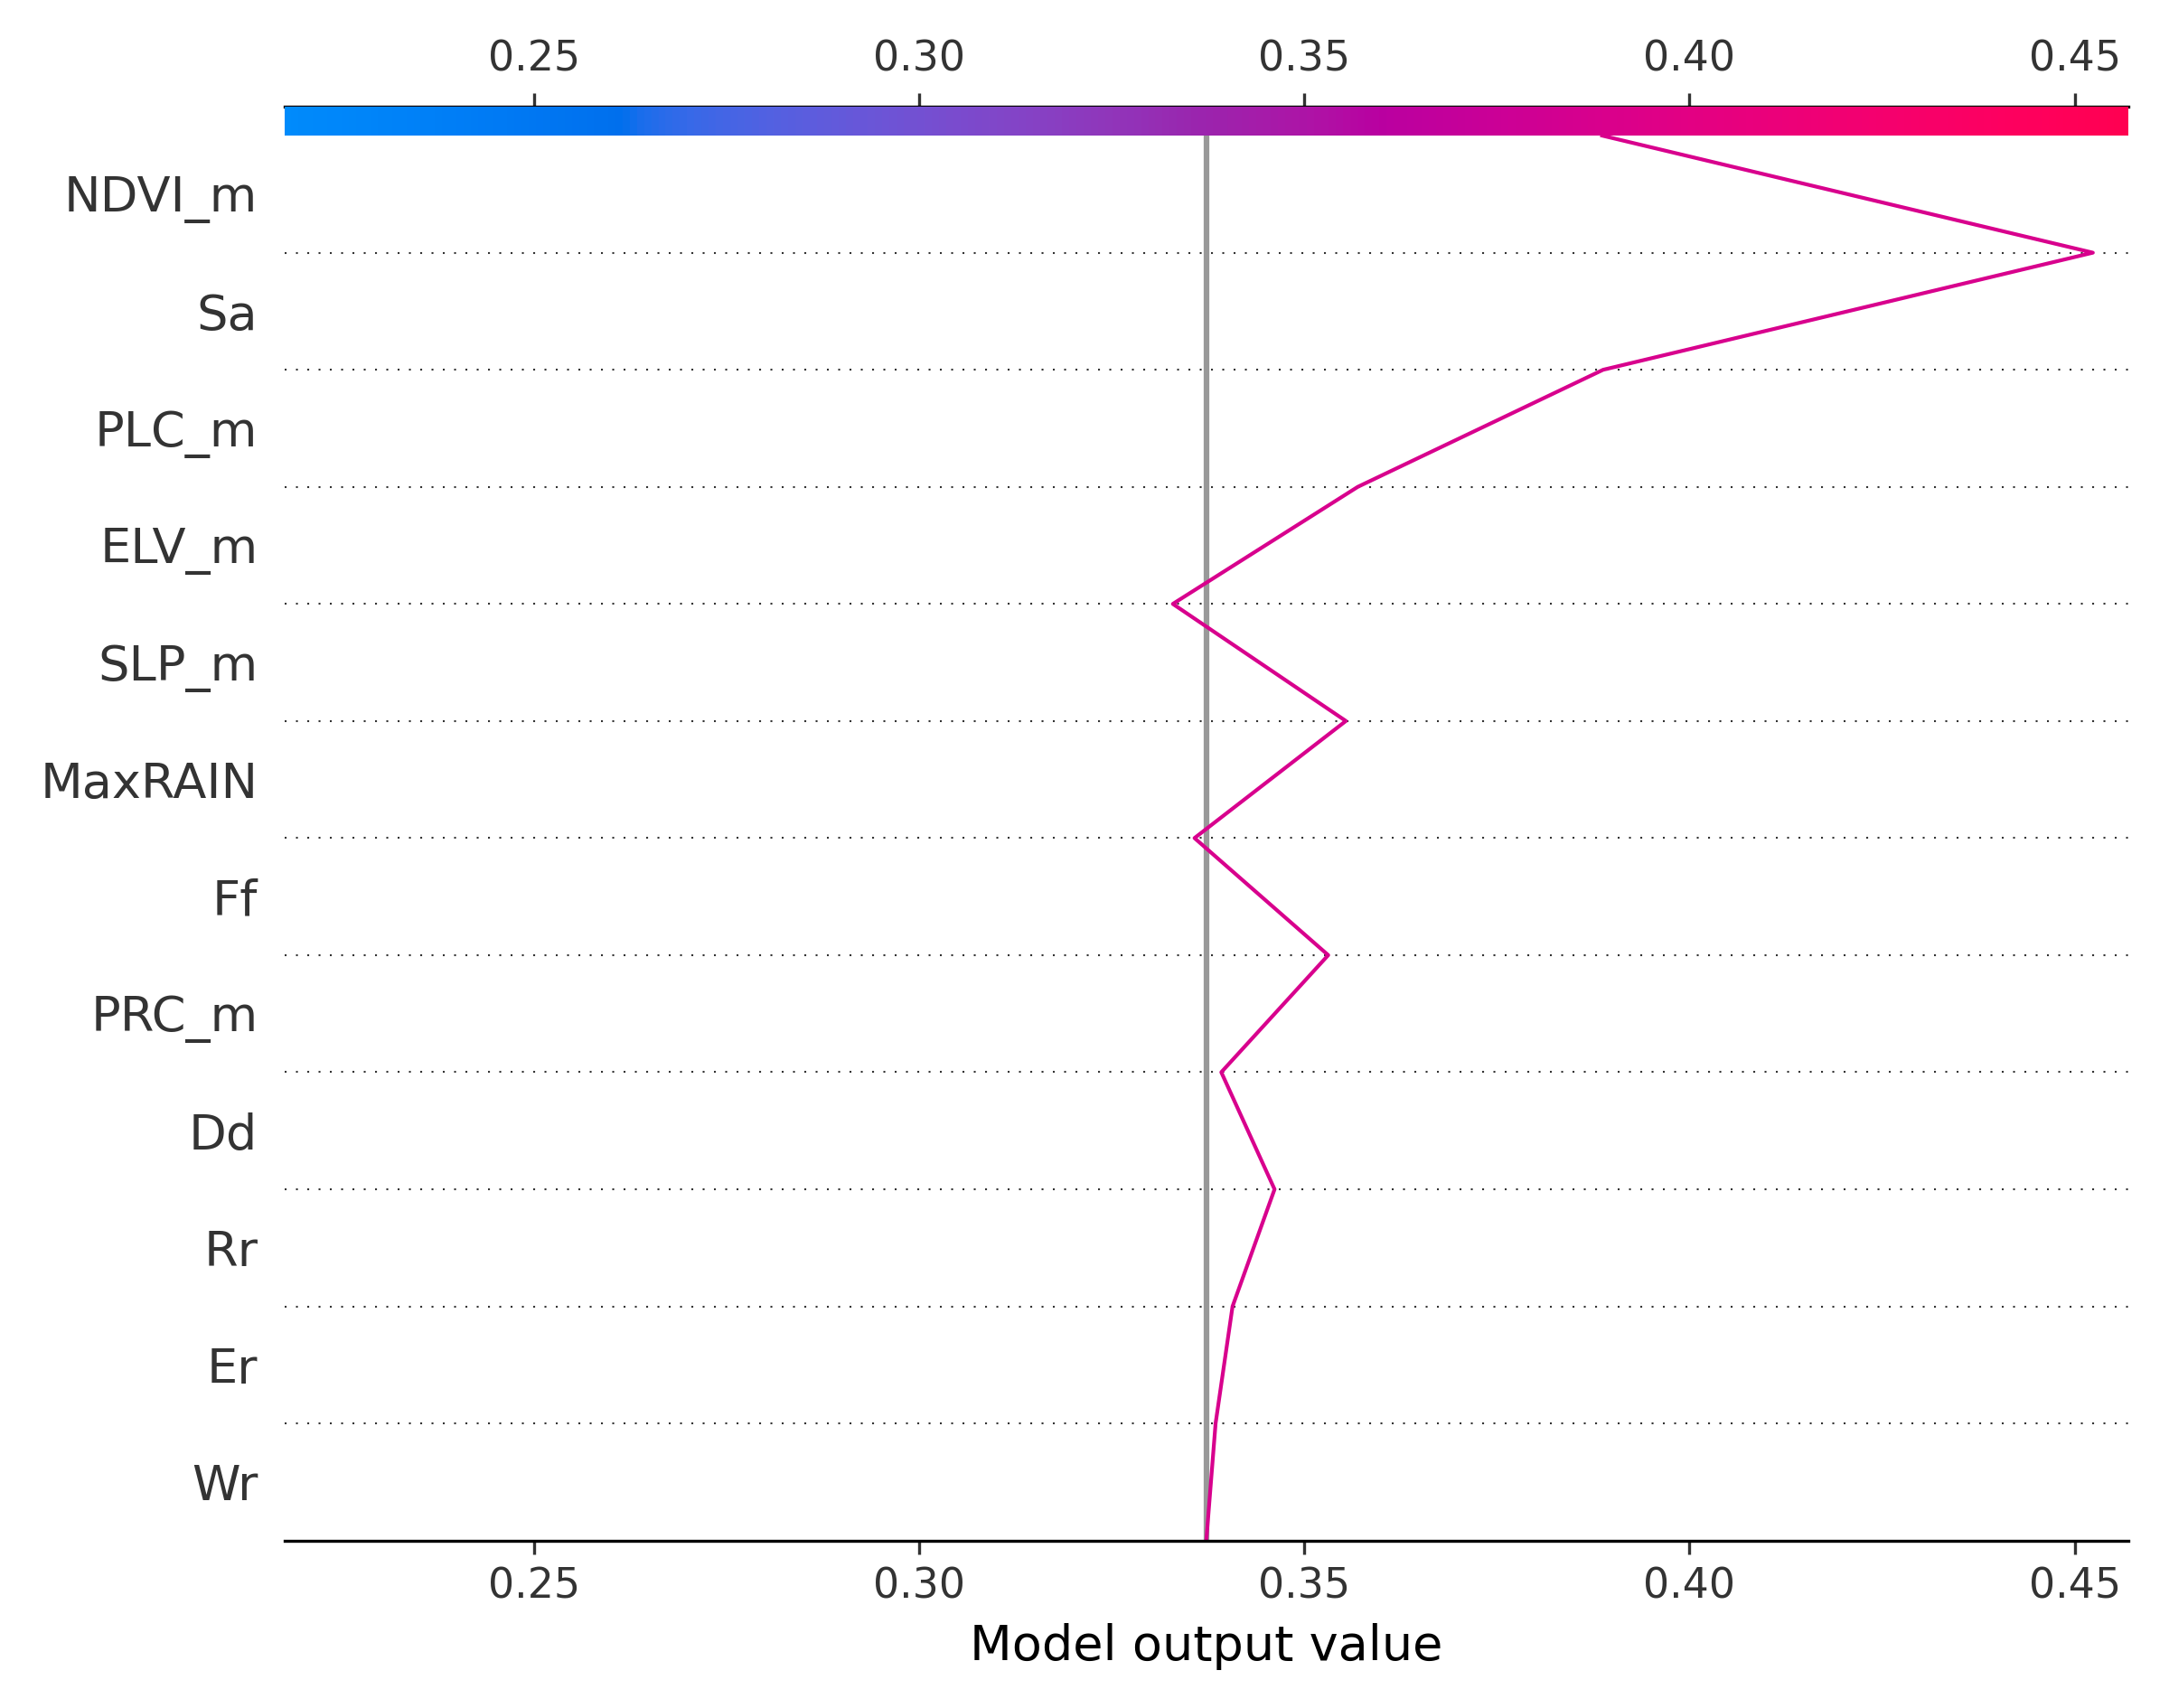 0.25 0.30 0.35 0.40 0.45
NDVI_m
Sa
PLC_m
ELV_m
SLP_m
MaxRAIN
Ff
PRC_m
Dd
Rr
Er
Wr
0.25 0.30 0.35 0.40 0.45
Model output value